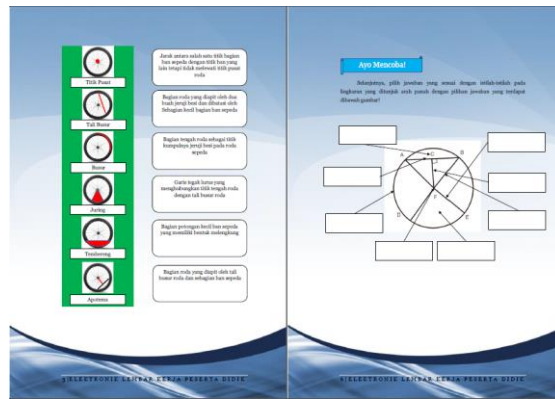 Titik Pusat
Tali Busur
Busur
Juring
Tembereng
Apotema
Jarak antara salah satu titik bagian
ban sepeda dengan titik ban yang
lain tetapi tidak melewati titik pusat
roda
Bagian roda yang diapit oleh dua
buah jeruji besi dan dibatasi oleh
Sebagian kecil bagian ban sepeda
Bagian tengah roda sebagai titik
kumpulnya jeruji besi pada roda
sepeda
Garis tegak lurus yang
menghubungkan titik tengah roda
dengan tali busur roda
Bagian potongan kecil ban sepeda
yang memiliki bentuk melengkung
Bagian roda yang diapit oleh tali
busur roda dan sebagian ban sepeda
5|ELEKTRONIK LEMBAR KERJA PESERTA DIDIK
Ayo Mencoba!
Selanjutnya, pilih jawaban yang sesuai dengan istilah-istilah pada
lingkaran yang ditunjuk arah panah dengan pilihan jawaban yang terdapat
dibawah gambar!
A
C
B
F
D
E
6|ELEKTRONIK LEMBAR KERJA PESERTA DIDIK